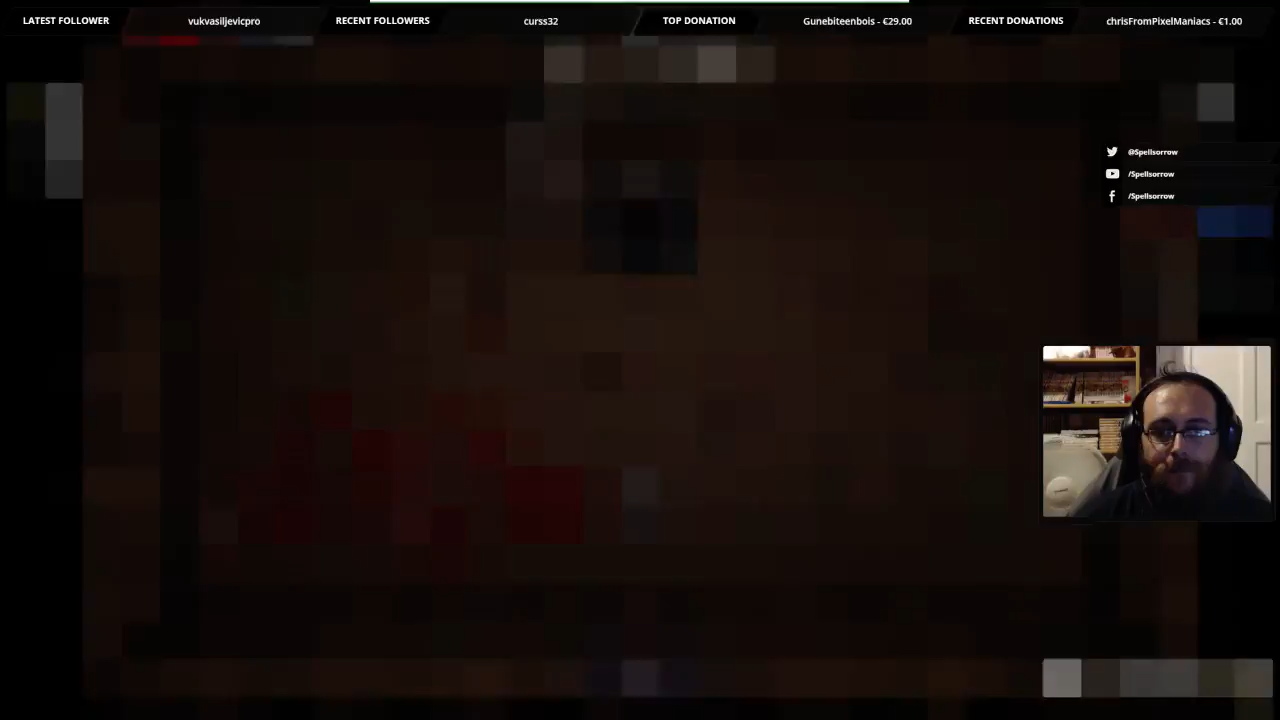 LATEST FOLLOWER vukvasiljevicpro RECENT FOLLOWERS curss32 TOP DONATION Gunebiteenbois - €29.00 RECENT DONATIONS chrisFromPixelManiacs - €1.00
@Spellsorrow
/Spellsorrow
/Spellsorrow